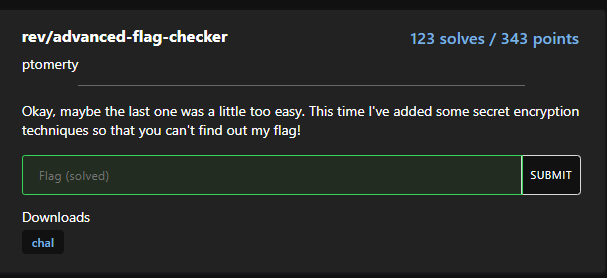 rev/advanced-flag-checker
123 solves / 343 points
ptomerty
Okay, maybe the last one was a little too easy. This time I've added some secret encryption
techniques so that you can't find out my flag!
Flag (solved)
SUBMIT
Downloads
chal